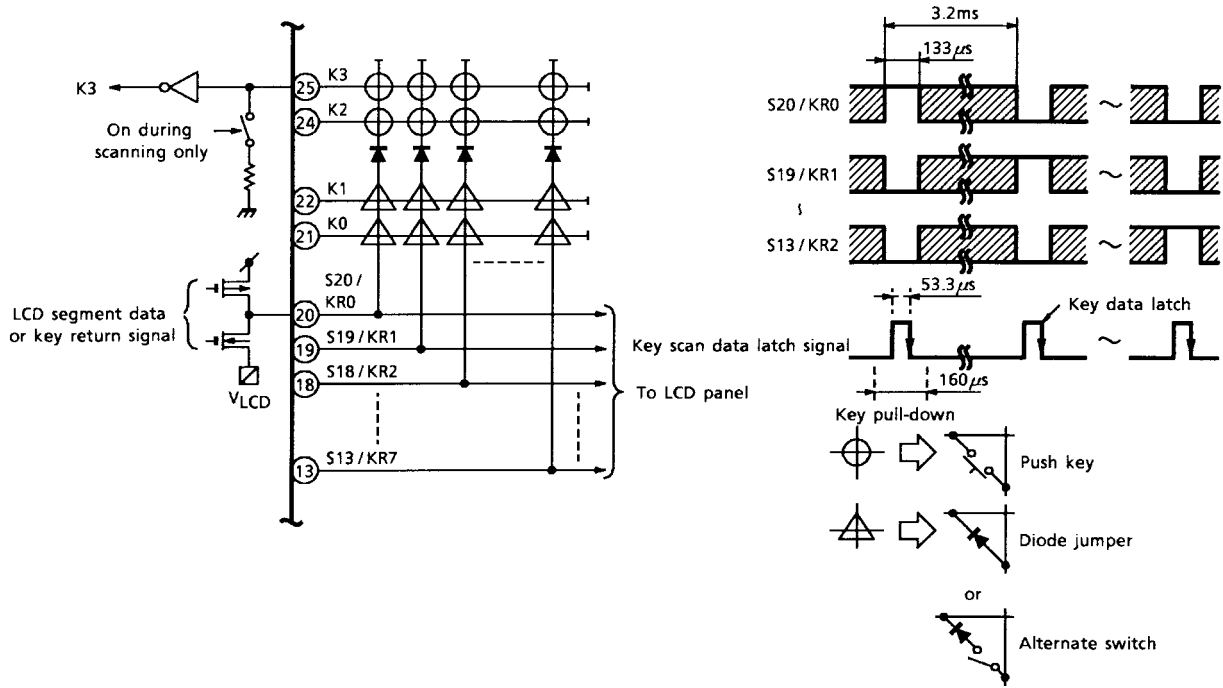 K3
25
K3
24
K2
On during
scanning only
22
K1
21
K0
S20 /
KR0
20
LCD segment data
or key return signal
S19 / KR1
19
S18 / KR2
18
VLCD
To LCD panel
S13 / KR7
13
3.2ms
133µs
S20 / KR0
~
S19 / KR1
~
S13 / KR2
~
53.3µs
Key data latch
Key scan data latch signal
~
160µs
Key pull-down
Push key
Diode jumper
or
Alternate switch